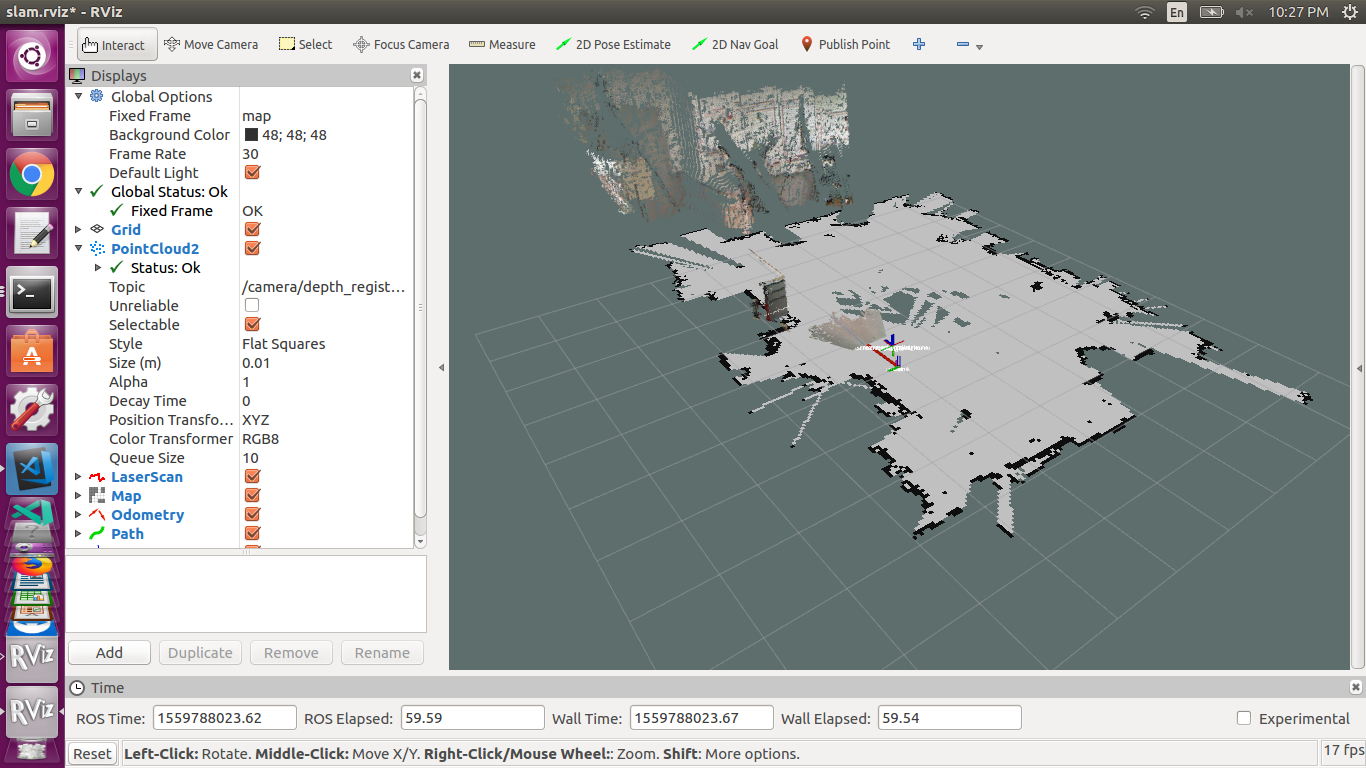 slam.rviz* - RViz
En
10:27 PM
Interact
Move Camera
Select
Focus Camera
Measure
2D Pose Estimate
2D Nav Goal
Publish Point
Displays
Global Options
Fixed Frame map
Background Color 48; 48; 48
Frame Rate 30
Default Light
Global Status: Ok
Fixed Frame OK
Grid
PointCloud2
Status: Ok
Topic /camera/depth_regist...
Unreliable
Selectable
Style Flat Squares
Size (m) 0.01
Alpha 1
Decay Time 0
Position Transfo... XYZ
Color Transformer RGB8
Queue Size 10
LaserScan
Map
Odometry
Path
Add
Duplicate
Remove
Rename
RViz
RViz
Time
ROS Time: 1559788023.62 ROS Elapsed: 59.59 Wall Time: 1559788023.67 Wall Elapsed: 59.54 Experimental
Reset
Left-Click: Rotate. Middle-Click: Move X/Y. Right-Click/Mouse Wheel:: Zoom. Shift: More options.
17 fps